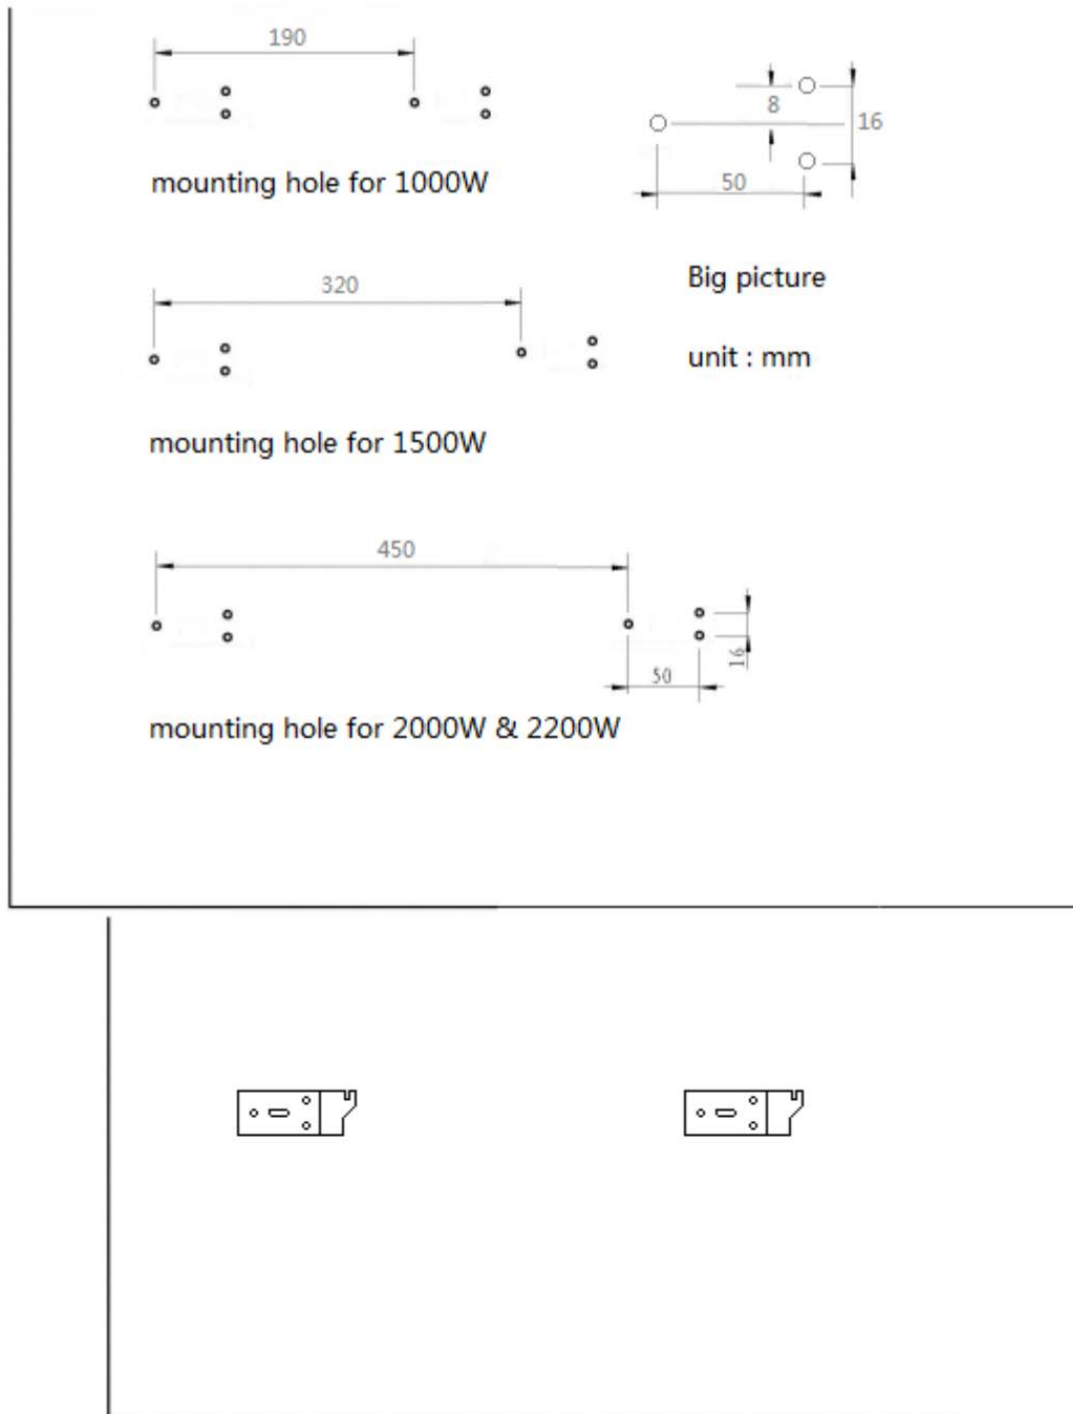 190
8
16
50
mounting hole for 1000W
320
Big picture
unit : mm
mounting hole for 1500W
450
50
16
mounting hole for 2000W & 2200W